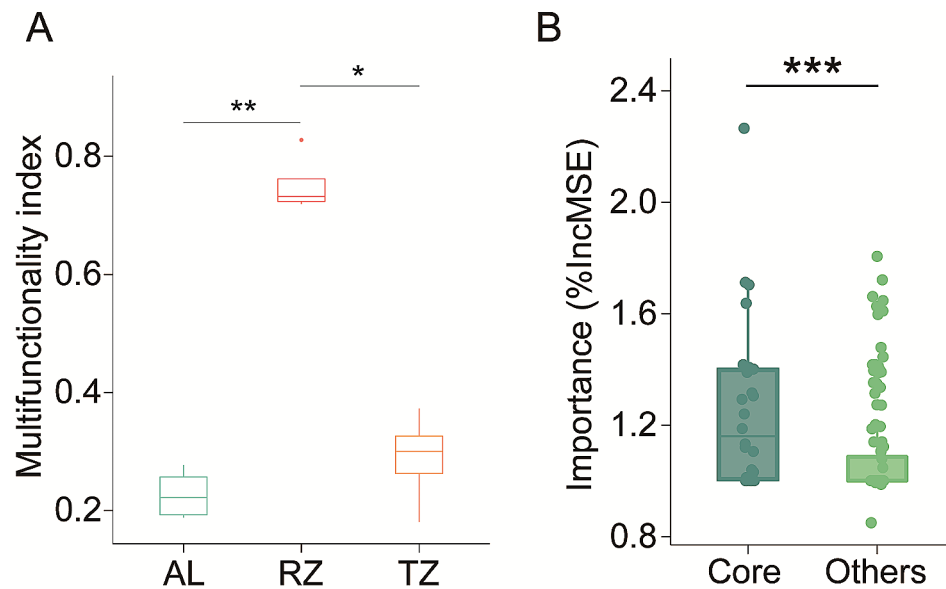 A
Multifunctionality index
0.8
0.6
0.4
0.2
**
*
AL RZ TZ
B
Importance (%IncMSE)
2.4
2.0
1.6
1.2
0.8
***
Core Others